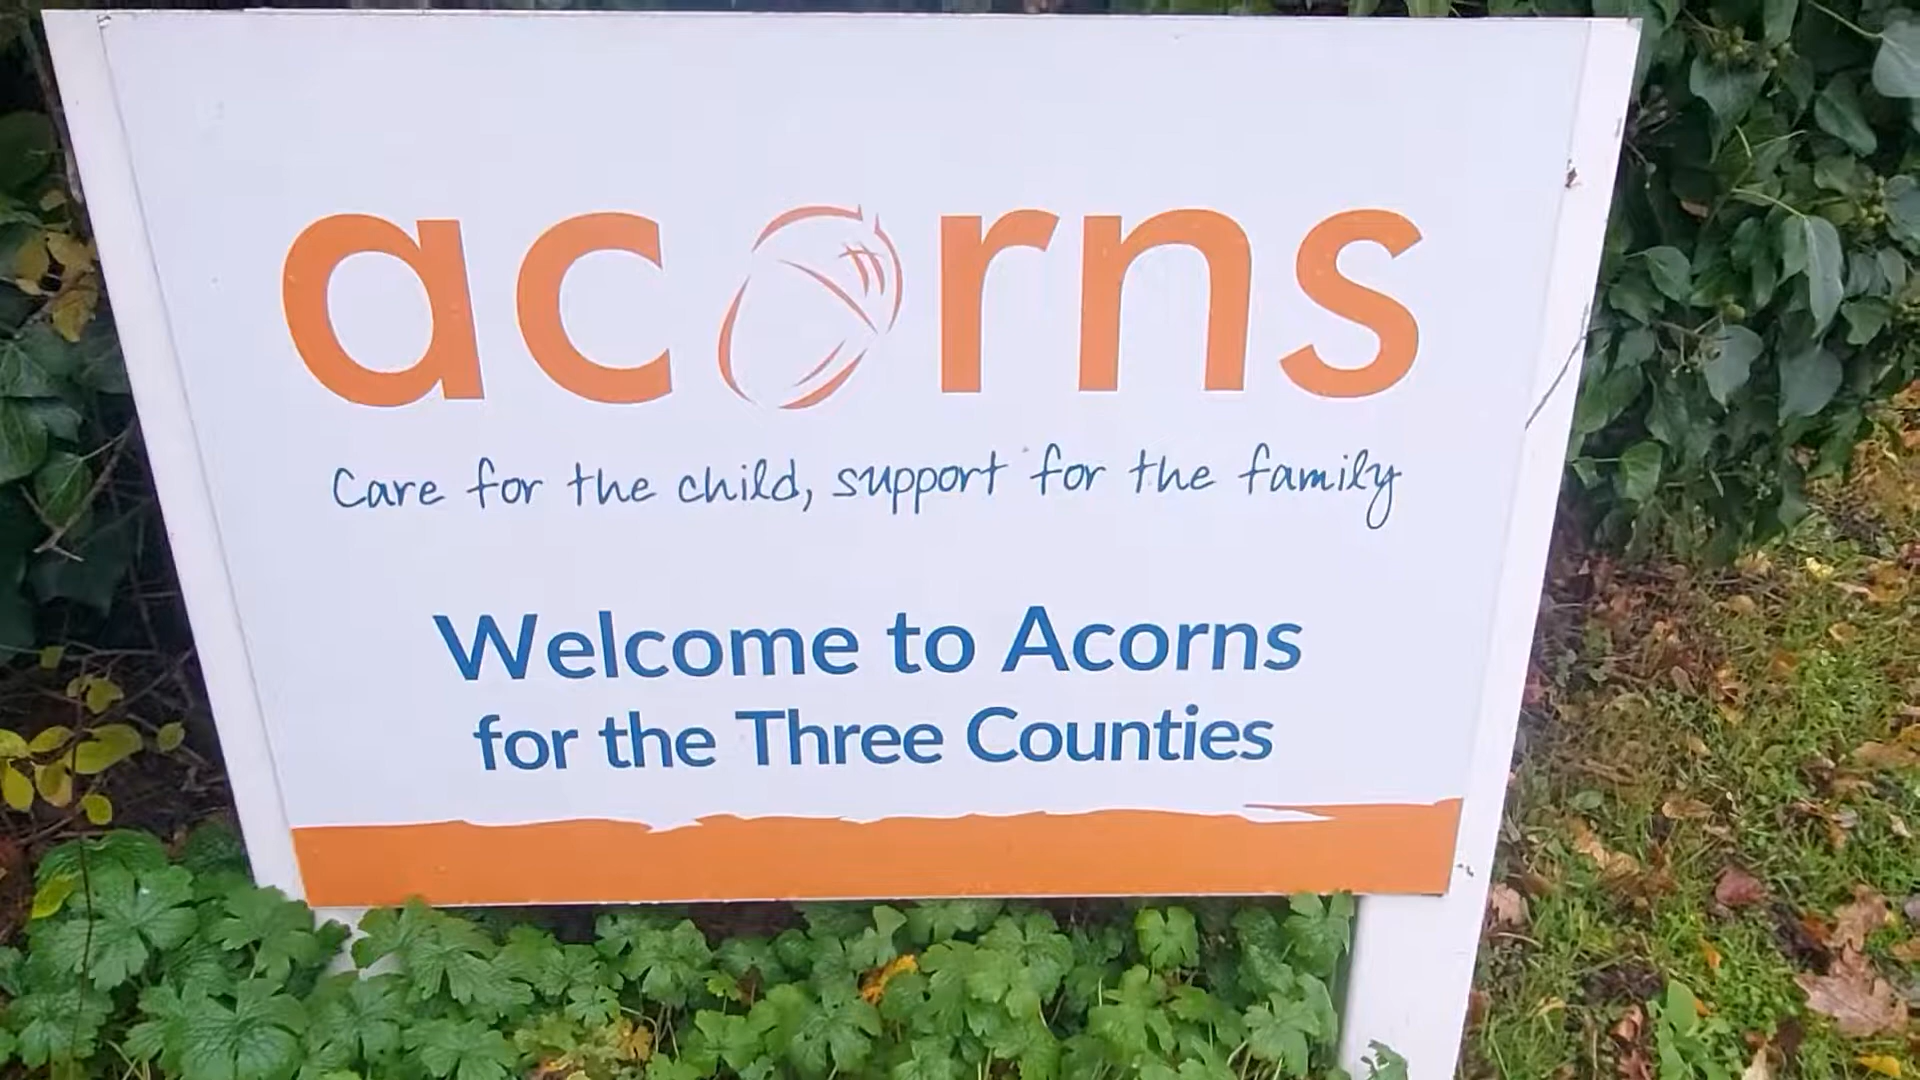 acorns
Care for the child, support for the family
Welcome to Acorns
for the Three Counties